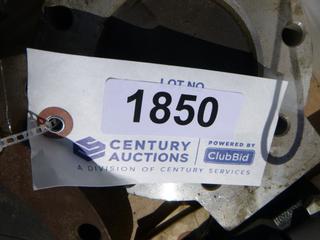 LOT NO.
1850
CENTURY
AUCTIONS
POWERED BY
ClubBid
A DIVISION OF CENTURY SERVICES